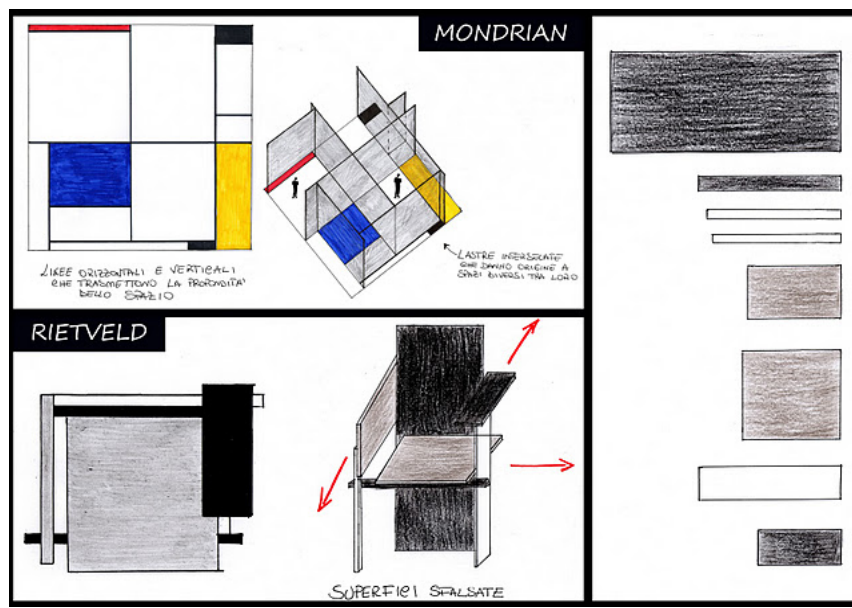 MONDRIAN
LINEE ORIZZONTALI E VERTICALI
CHE TRASMETTONO LA PROFONDITA'
DELLO SPAZIO
LASTRE INTERSECATE
CHE DANNO ORIGINE A
SPAZI DIVERSI TRA LORO
RIETVELD
SUPERFICI SFALSATE